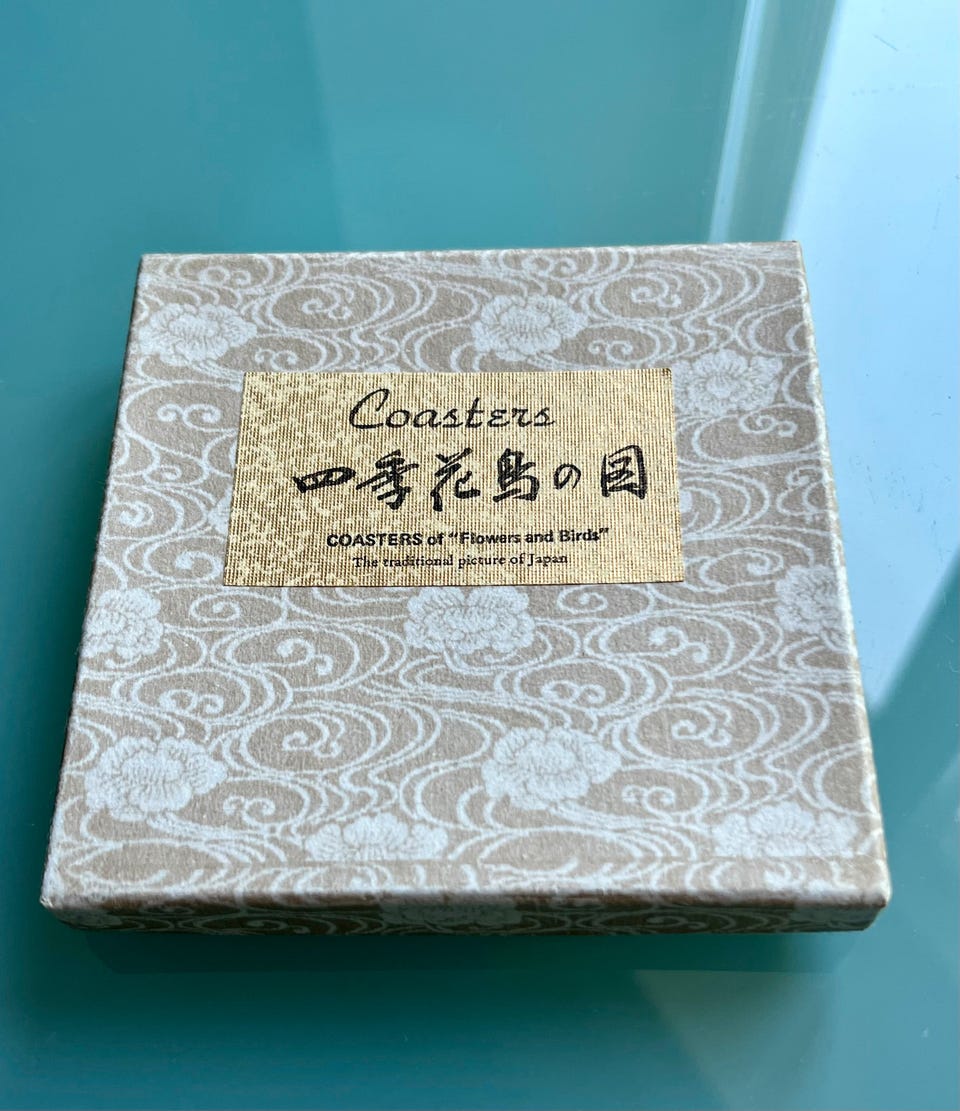 Coasters
四季花鳥の図
COASTERS of "Flowers and Birds"
The traditional picture of Japan